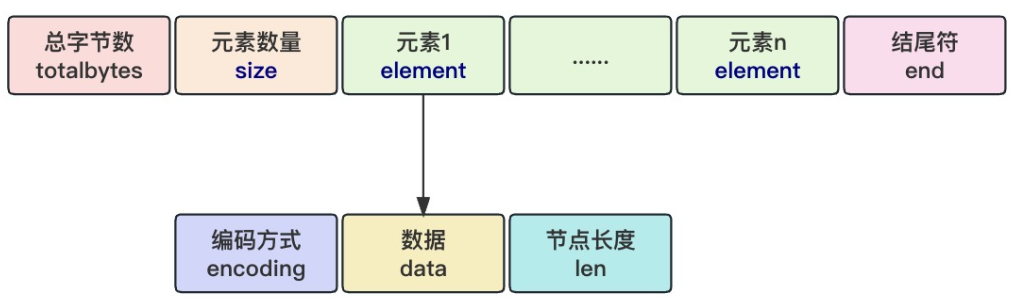 总字节数
totalbytes
元素数量
size
元素1
element
......
元素n
element
结尾符
end
编码方式
encoding
数据
data
节点长度
len